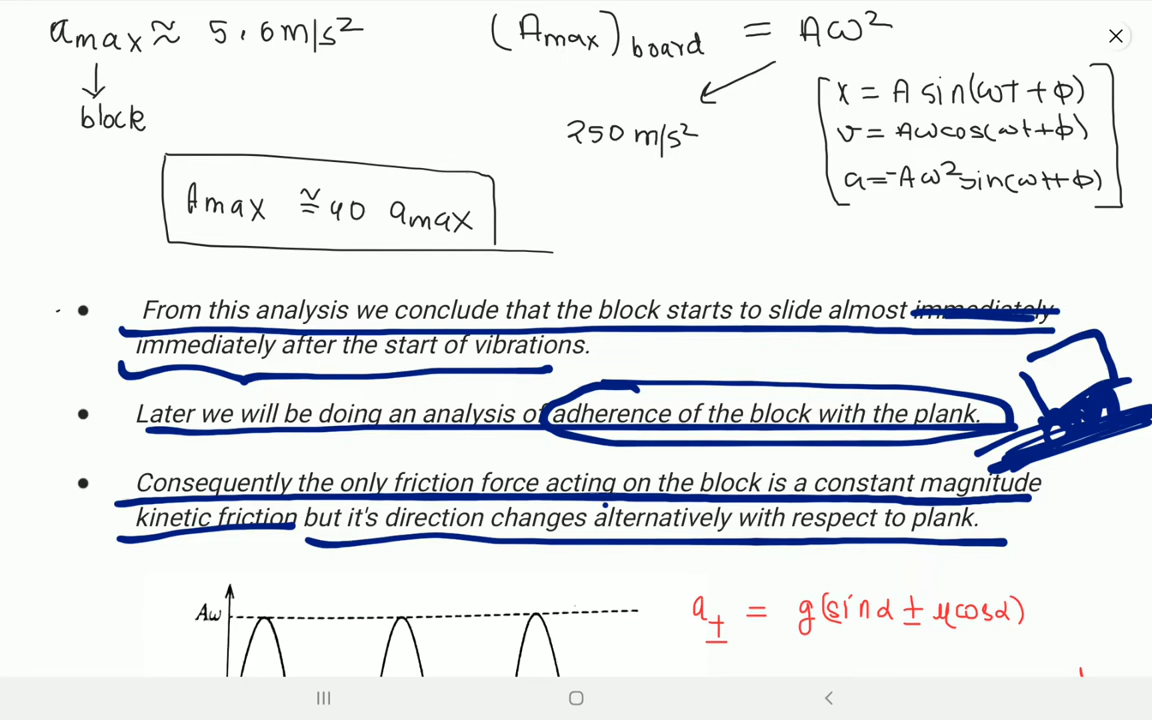 amax ≈ 5.6 m/s²
(Amax) board = Aω²
block
250 m/s²
x = A sin(ωt + φ)
v = Aωcos(ωt+φ)
a = -Aω² sin(ωt+φ)
Amax ≅ 40 amax
• From this analysis we conclude that the block starts to slide almost immediately
immediately after the start of vibrations.
• Later we will be doing an analysis of adherence of the block with the plank.
• Consequently the only friction force acting on the block is a constant magnitude
kinetic friction but it's direction changes alternatively with respect to plank.
Aω
a± = g(sinα ± μcosα)